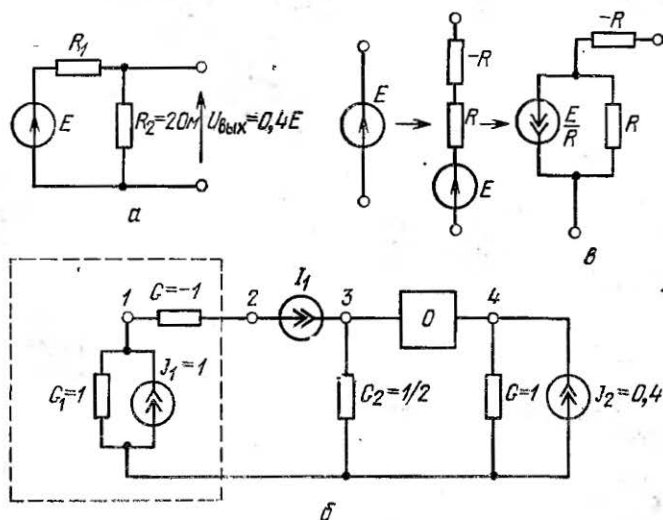 R₁
E
R₂=2Ом
Uвых=0,4E
а
E
-R
R
E
E/R
-R
R
в
1
G=-1
2
I₁
3
0
4
G₁=1
J₁=1
G₂=1/2
G=1
J₂=0,4
б